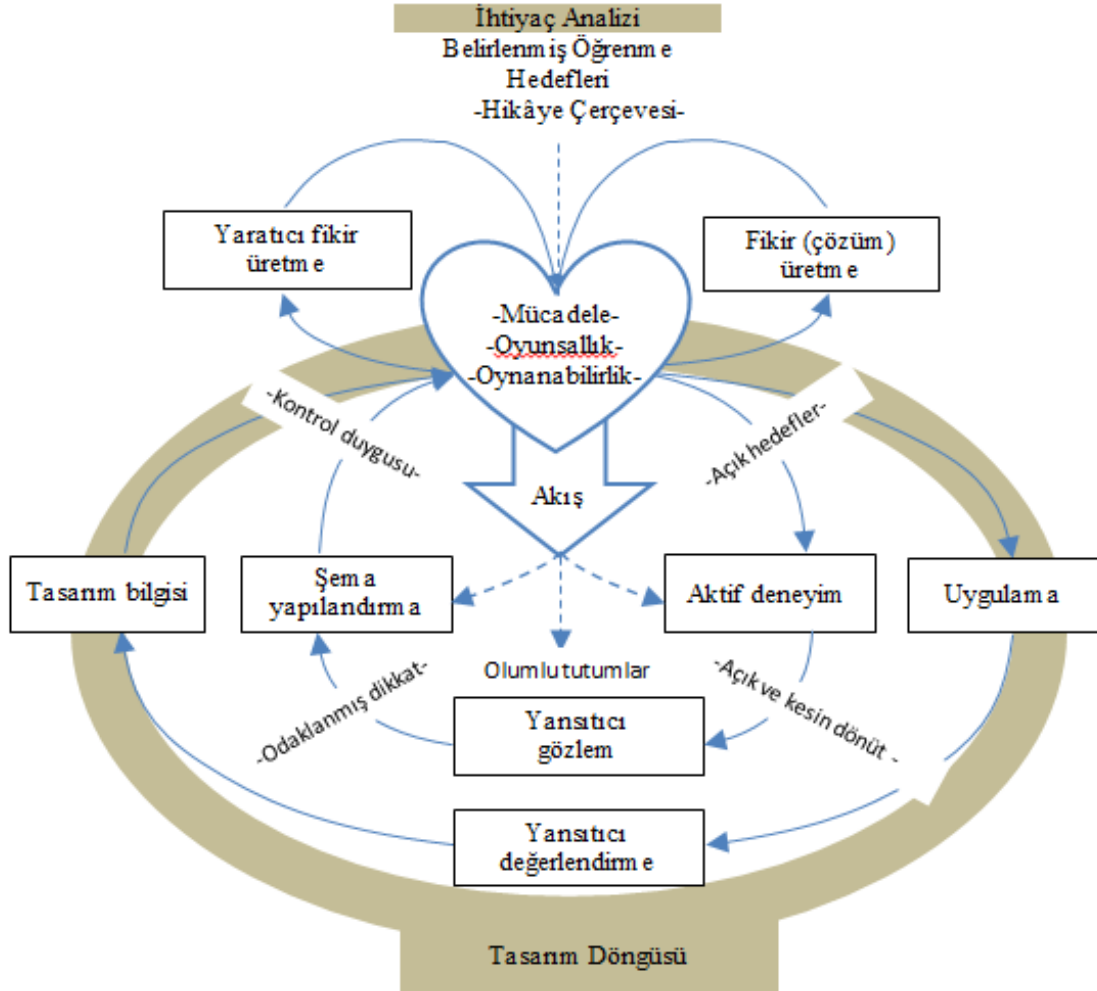 İhtiyaç Analizi
Belirlenmiş Öğrenme
Hedefleri
-Hikâye Çerçevesi-
Yaratıcı fikir
üretme
Fikir (çözüm)
üretme
-Mücadele-
-Oyunsallık-
-Oynanabilirlik-
-Kontrol duygusu-
-Açık hedefler-
Akış
Tasarım bilgisi
Şema
yapılandırma
Aktif deneyim
Uygulama
Olumlu tutumlar
-Odaklanmış dikkat-
-Açık ve kesin dönüt -
Yansıtıcı
gözlem
Yansıtıcı
değerlendirme
Tasarım Döngüsü